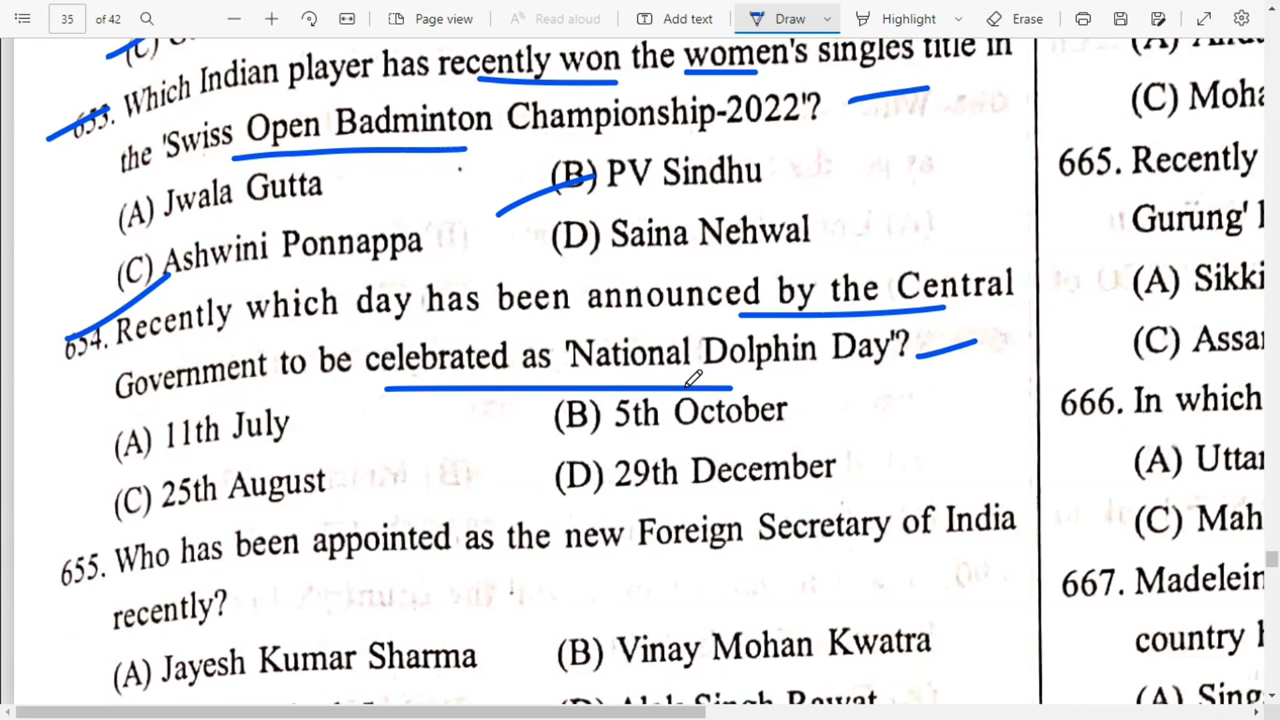 35 of 42 Page view Read aloud Add text Draw Highlight Erase
653. Which Indian player has recently won the women's singles title in
the 'Swiss Open Badminton Championship-2022'?
(A) Jwala Gutta (B) PV Sindhu
(C) Ashwini Ponnappa (D) Saina Nehwal
654. Recently which day has been announced by the Central
Government to be celebrated as 'National Dolphin Day'?
(A) 11th July (B) 5th October
(C) 25th August (D) 29th December
655. Who has been appointed as the new Foreign Secretary of India
recently?
(A) Jayesh Kumar Sharma (B) Vinay Mohan Kwatra
(C) Moha
665. Recently
Gurung'
(A) Sikki
(C) Assa
666. In which
(A) Utta
(C) Mah
667. Madelein
country
(A) Sing